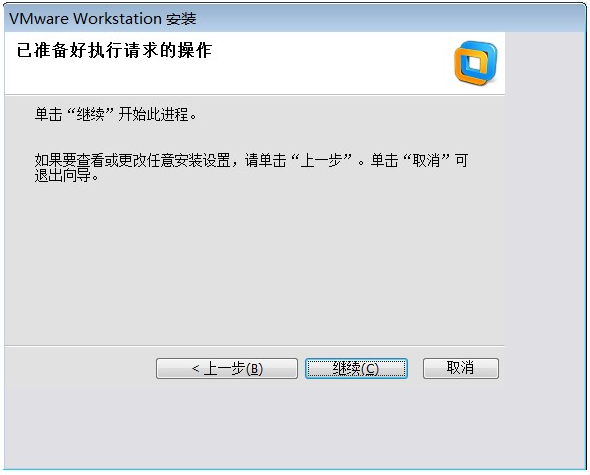 VMware Workstation 安装
已准备好执行请求的操作
单击“继续”开始此进程。
如果要查看或更改任意安装设置，请单击“上一步”。单击“取消”可
退出向导。
< 上一步(B)
继续(C)
取消